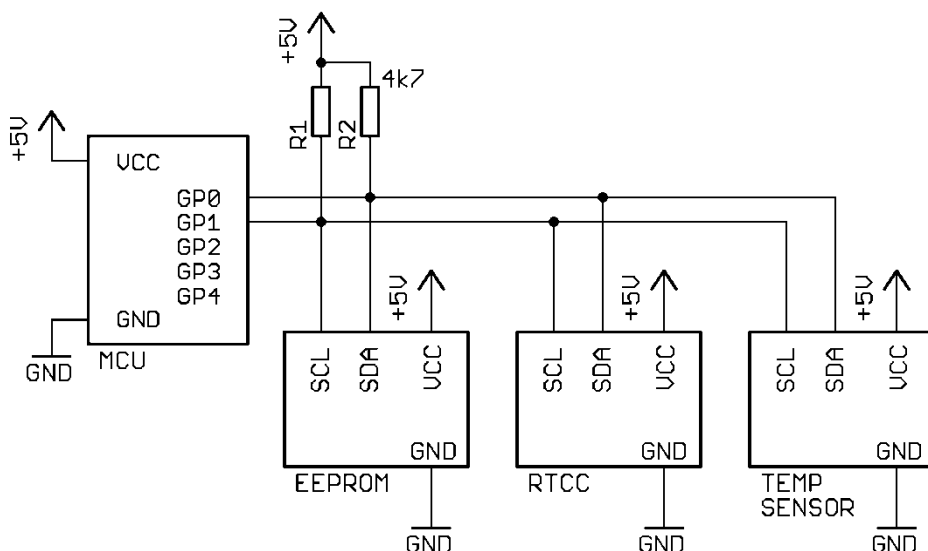 +5V
4k7
R1
R2
+5V
VCC
GP0
GP1
GP2
GP3
GP4
GND
MCU
GND
+5V
SCL
SDA
VCC
GND
EEPROM
GND
+5V
SCL
SDA
VCC
GND
RTCC
GND
+5V
SCL
SDA
VCC
GND
TEMP
SENSOR
GND